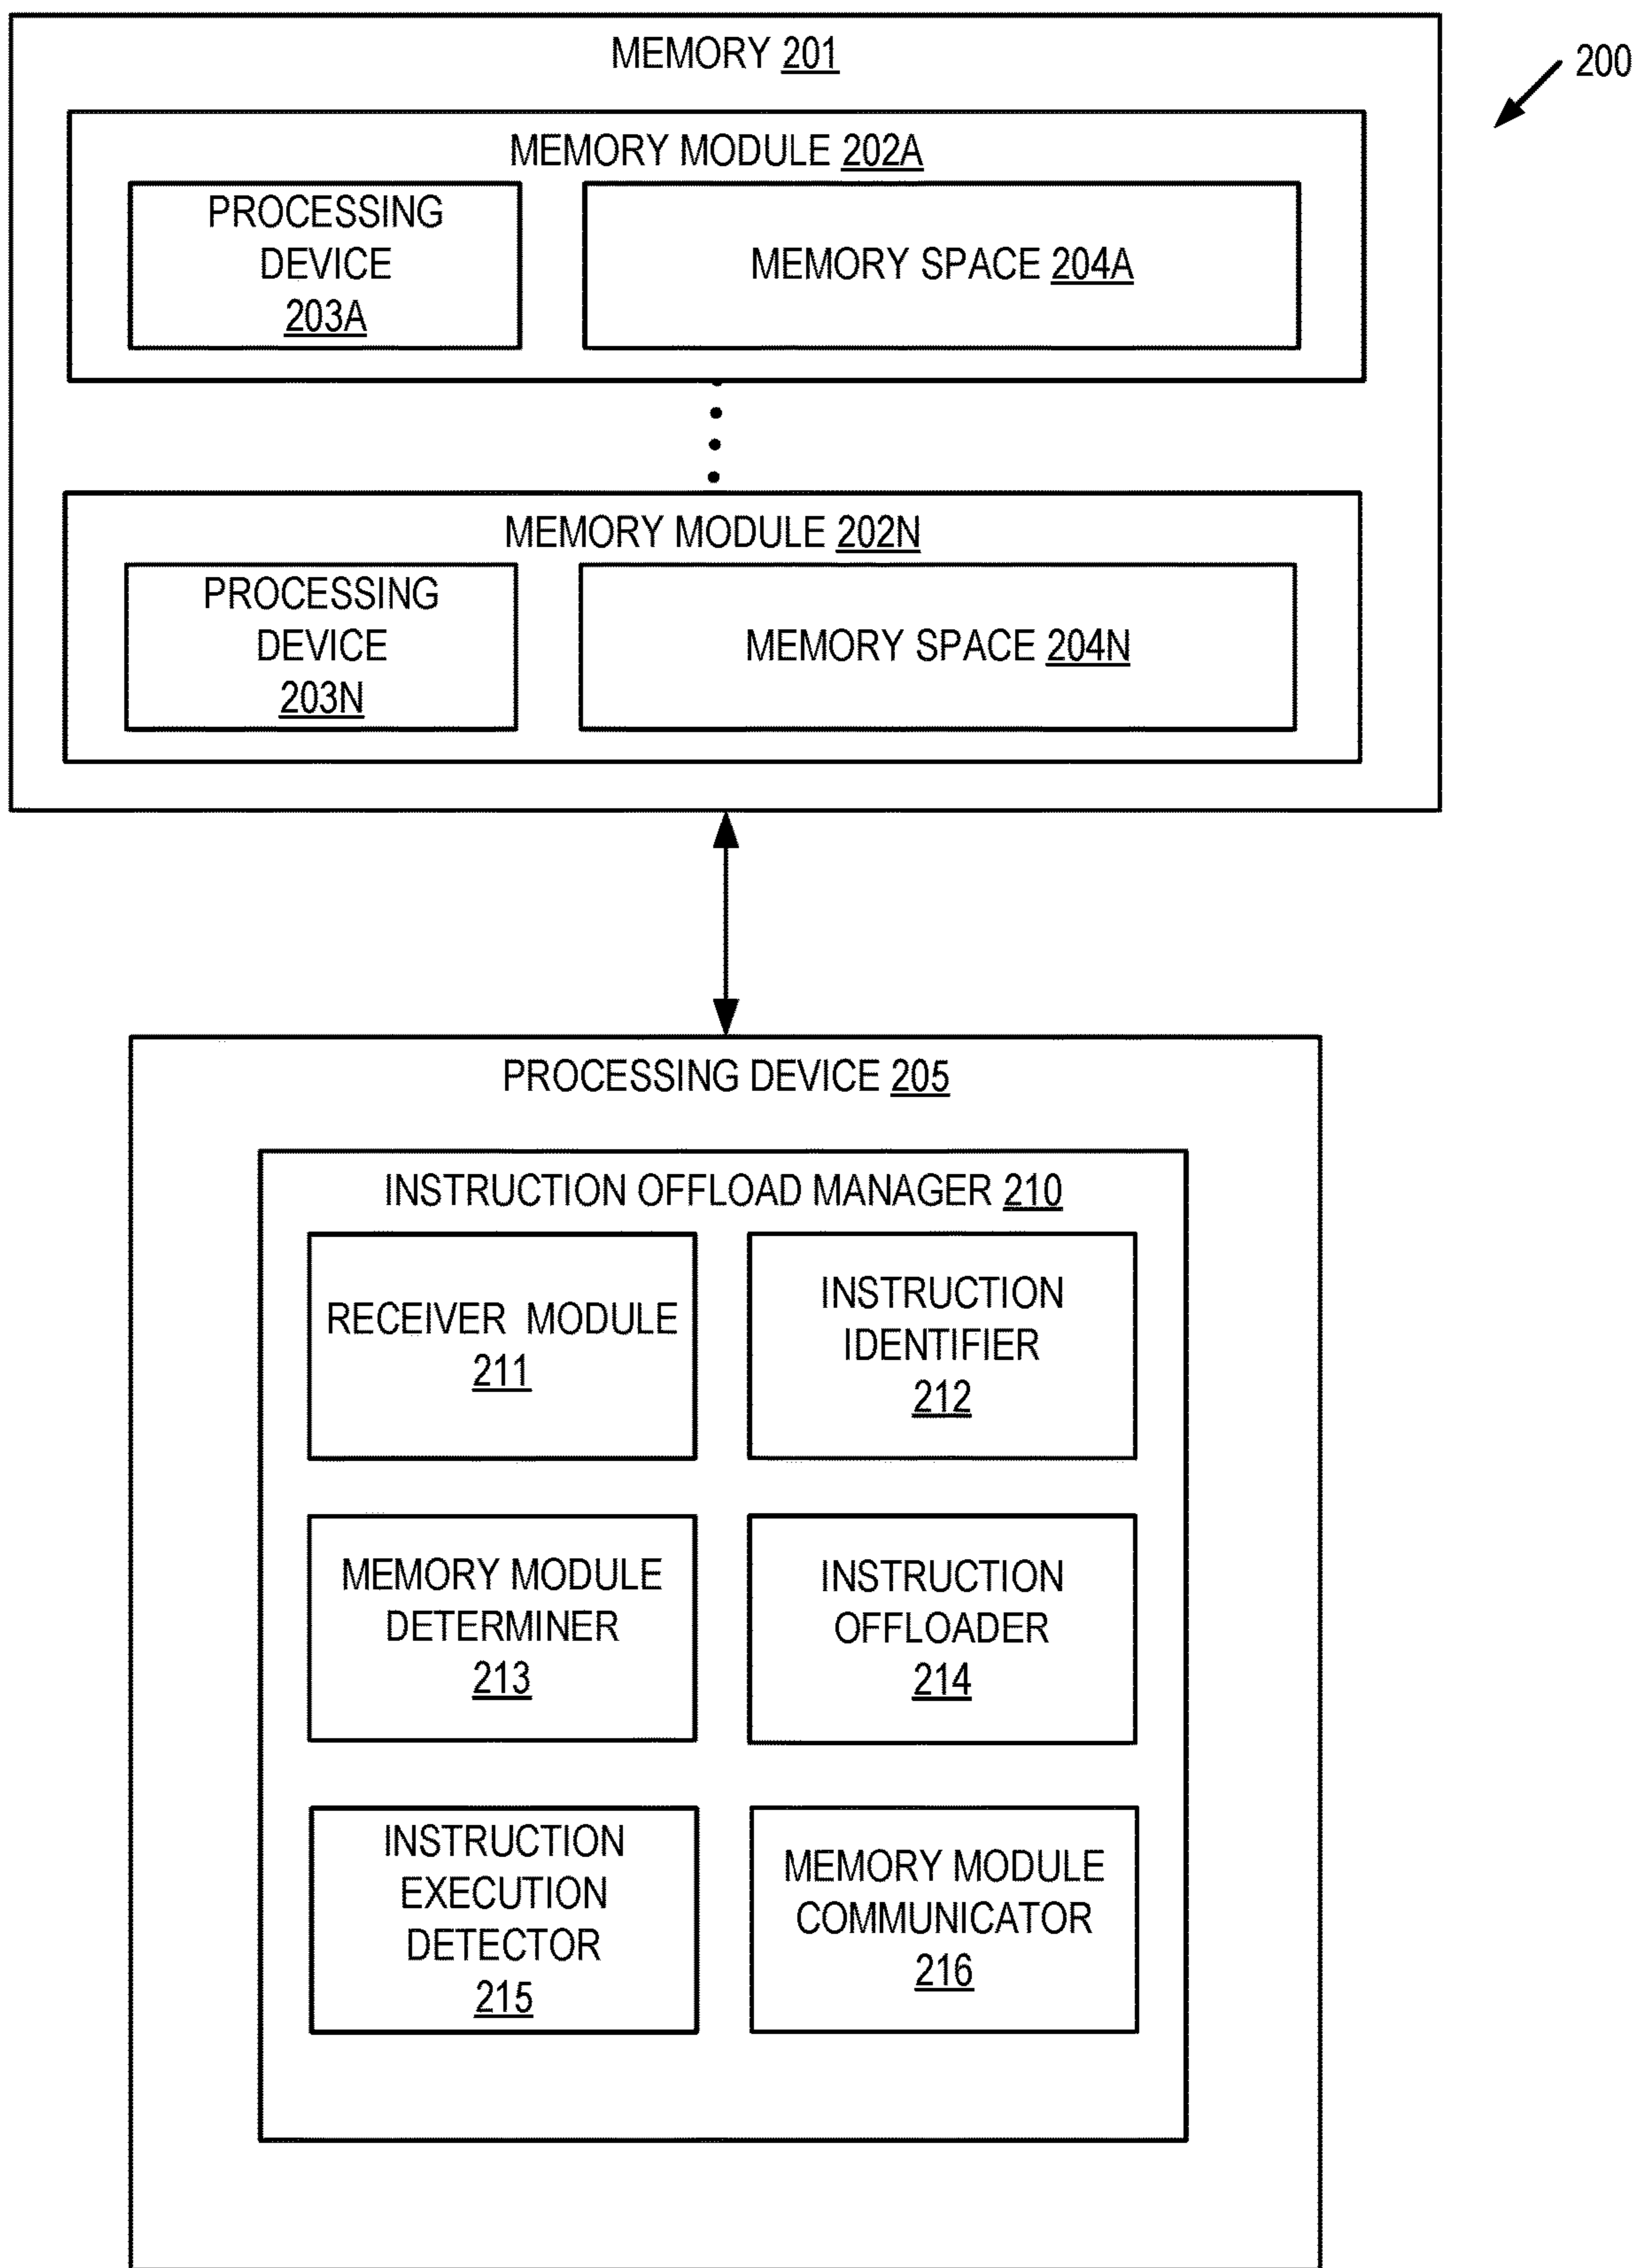 MEMORY 201
200
MEMORY MODULE 202A
PROCESSING
DEVICE
203A
MEMORY SPACE 204A
MEMORY MODULE 202N
PROCESSING
DEVICE
203N
MEMORY SPACE 204N
PROCESSING DEVICE 205
INSTRUCTION OFFLOAD MANAGER 210
RECEIVER MODULE
211
INSTRUCTION
IDENTIFIER
212
MEMORY MODULE
DETERMINER
213
INSTRUCTION
OFFLOADER
214
INSTRUCTION
EXECUTION
DETECTOR
215
MEMORY MODULE
COMMUNICATOR
216